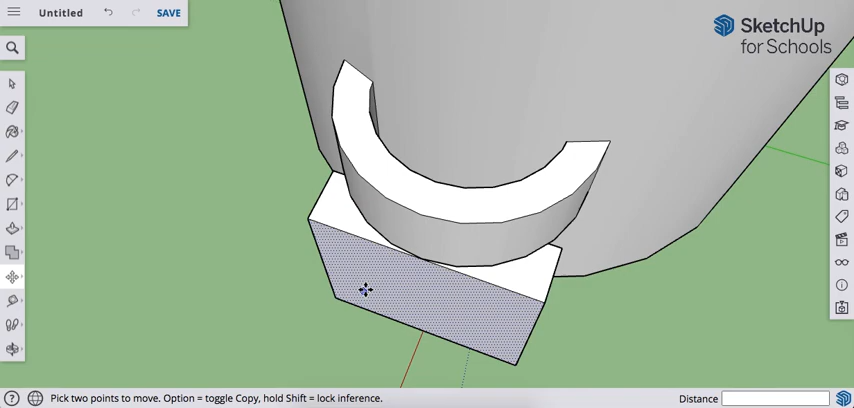 Untitled
SAVE
SketchUp
for Schools
Pick two points to move. Option = toggle Copy, hold Shift = lock inference.
Distance